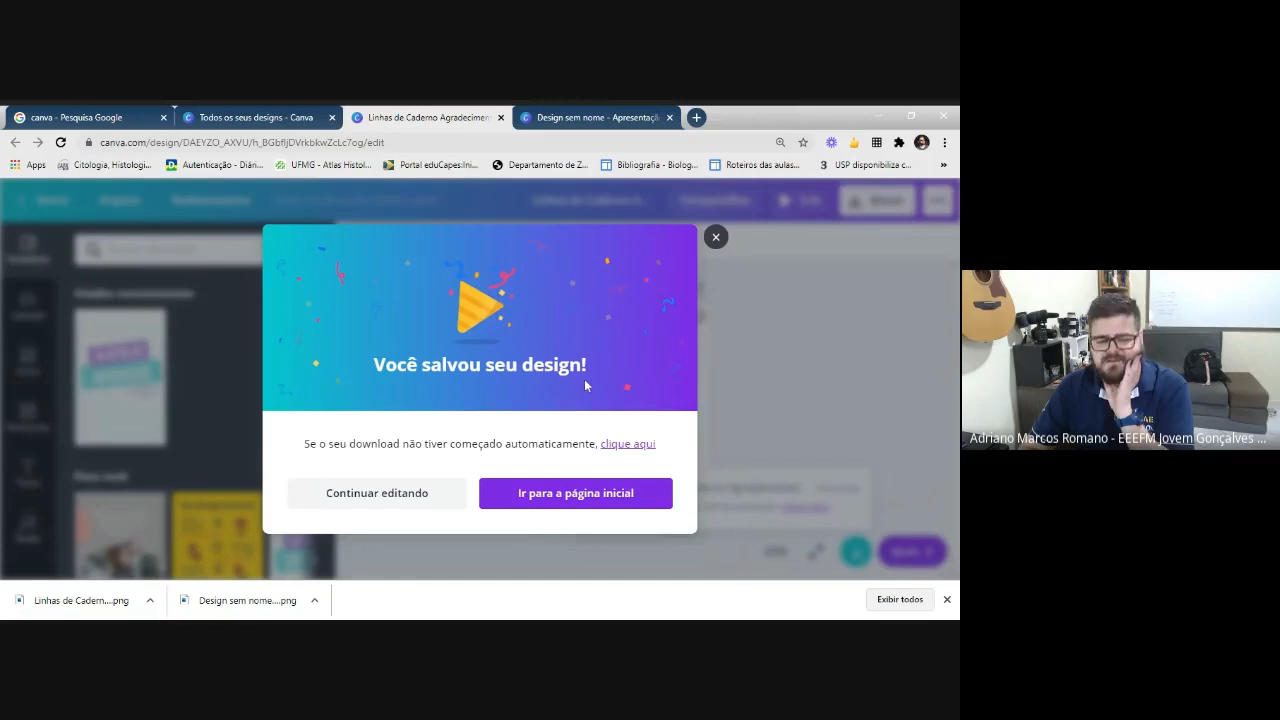 canva - Pesquisa Google
Todos os seus designs - Canva
Linhas de Caderno Agradecimen
Design sem nome - Apresentaçã
canva.com/design/DAEYZO_AXVU/h_BGbfIjDVrkbkwZcLc7og/edit
Apps
Citologia, Histologi...
Autenticação - Diári...
UFMG - Atlas Histol...
Portal eduCapes:Ini...
Departamento de Z...
Bibliografia - Biolog...
Roteiros das aulas...
3 USP disponibiliza c...
»
Você salvou seu design!
Se o seu download não tiver começado automaticamente, clique aqui
Continuar editando
Ir para a página inicial
Adriano Marcos Romano - EEEFM Jovem Gonçalves ...
Linhas de Cadern....png
Design sem nome....png
Exibir todos